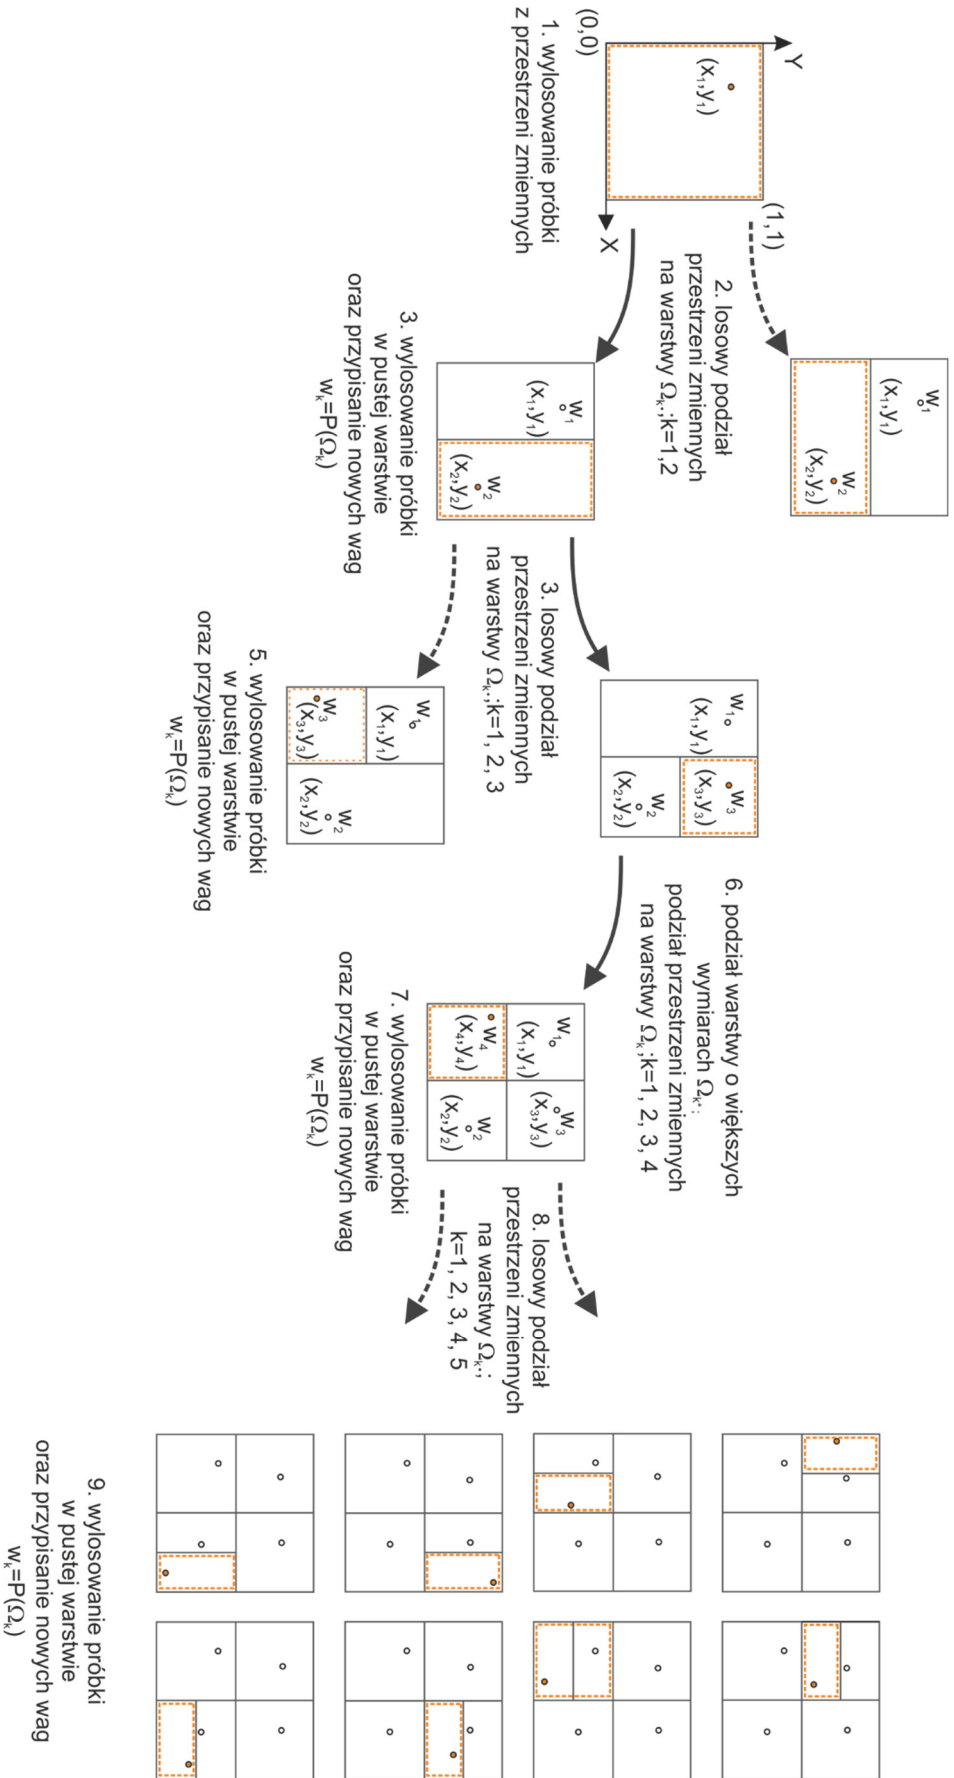 Y
(x₁,y₁)
(0,0)
X
(1,1)
1. wylosowanie próbki
z przestrzeni zmiennych
2. losowy podział
przestrzeni zmiennych
na warstwy Ωₖ*;k=1,2
w₁
(x₁,y₁)
w₂
(x₂,y₂)
w₁
(x₁,y₁)
w₂
(x₂,y₂)
3. wylosowanie próbki
w pustej warstwie
oraz przypisanie nowych wag
wₖ=P(Ωₖ)
3. losowy podział
przestrzeni zmiennych
na warstwy Ωₖ*;k=1, 2, 3
w₁
(x₁,y₁)
w₃
(x₃,y₃)
w₂
(x₂,y₂)
w₁
(x₁,y₁)
w₃
(x₃,y₃)
w₂
(x₂,y₂)
5. wylosowanie próbki
w pustej warstwie
oraz przypisanie nowych wag
wₖ=P(Ωₖ)
6. podział warstwy o większych
wymiarach Ωₖ*;
podział przestrzeni zmiennych
na warstwy Ωₖ;k=1, 2, 3, 4
w₁
(x₁,y₁)
w₃
(x₃,y₃)
w₄
(x₄,y₄)
w₂
(x₂,y₂)
7. wylosowanie próbki
w pustej warstwie
oraz przypisanie nowych wag
wₖ=P(Ωₖ)
8. losowy podział
przestrzeni zmiennych
na warstwy Ωₖ*;
k=1, 2, 3, 4, 5
9. wylosowanie próbki
w pustej warstwie
oraz przypisanie nowych wag
wₖ=P(Ωₖ)